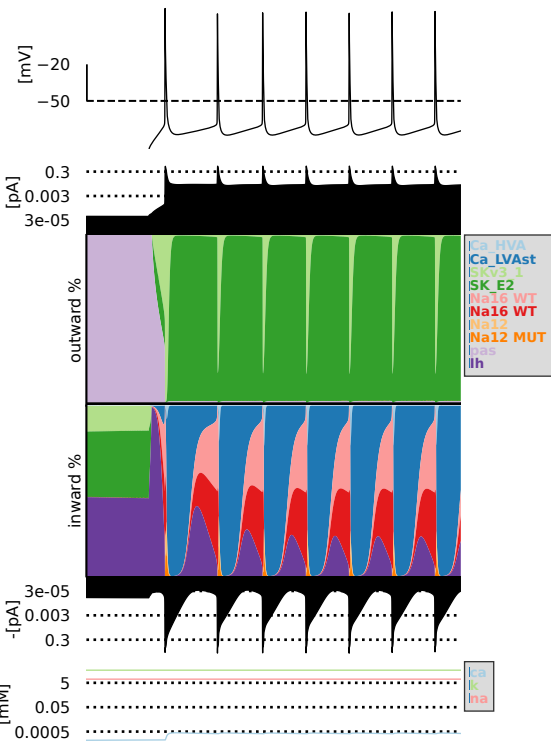 [mV]
−20
−50
[pA]
0.3
0.003
3e-05
outward %
Ca_HVA
Ca_LVAst
SKv3_1
SK_E2
Na16 WT
Na16 WT
Na12
Na12 MUT
pas
Ih
inward %
-[pA]
3e-05
0.003
0.3
[mM]
5
0.05
0.0005
ca
k
na